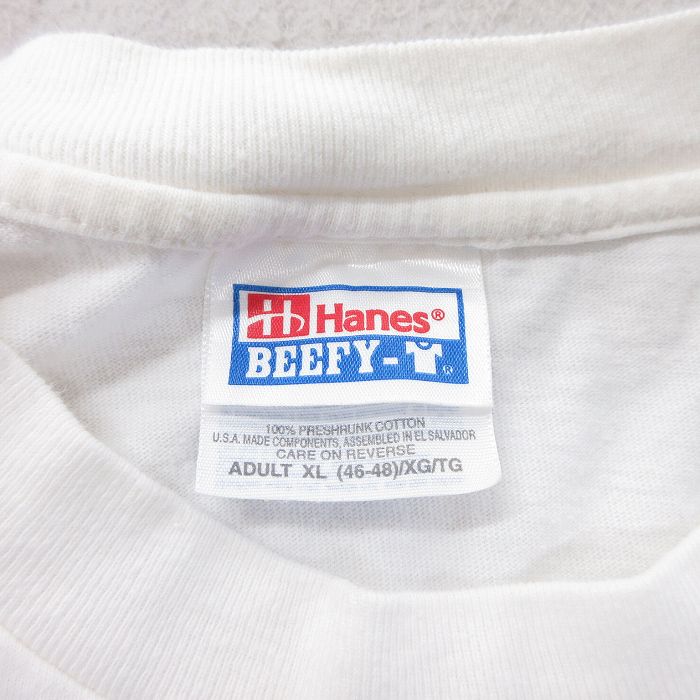 H Hanes®
BEEFY-T®
100% PRESHRUNK COTTON
U.S.A. MADE COMPONENTS, ASSEMBLED IN EL SALVADOR
CARE ON REVERSE
ADULT XL (46-48)/XG/TG